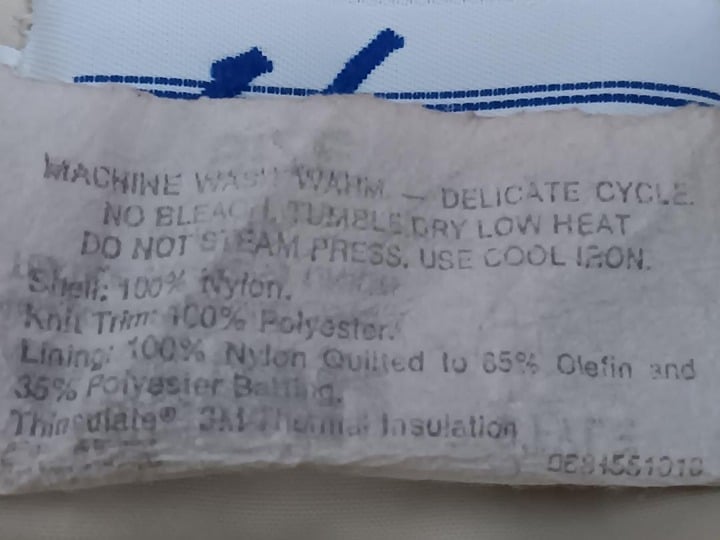 MACHINE WASH WARM — DELICATE CYCLE.
NO BLEACH, TUMBLE DRY LOW HEAT
DO NOT STEAM PRESS. USE COOL IRON.
Shell: 100% Nylon.
Knit Trim: 100% Polyester.
Lining: 100% Nylon Quilted to 65% Olefin and
35% Polyester Batting.
Thinsulate® 3M Thermal Insulation